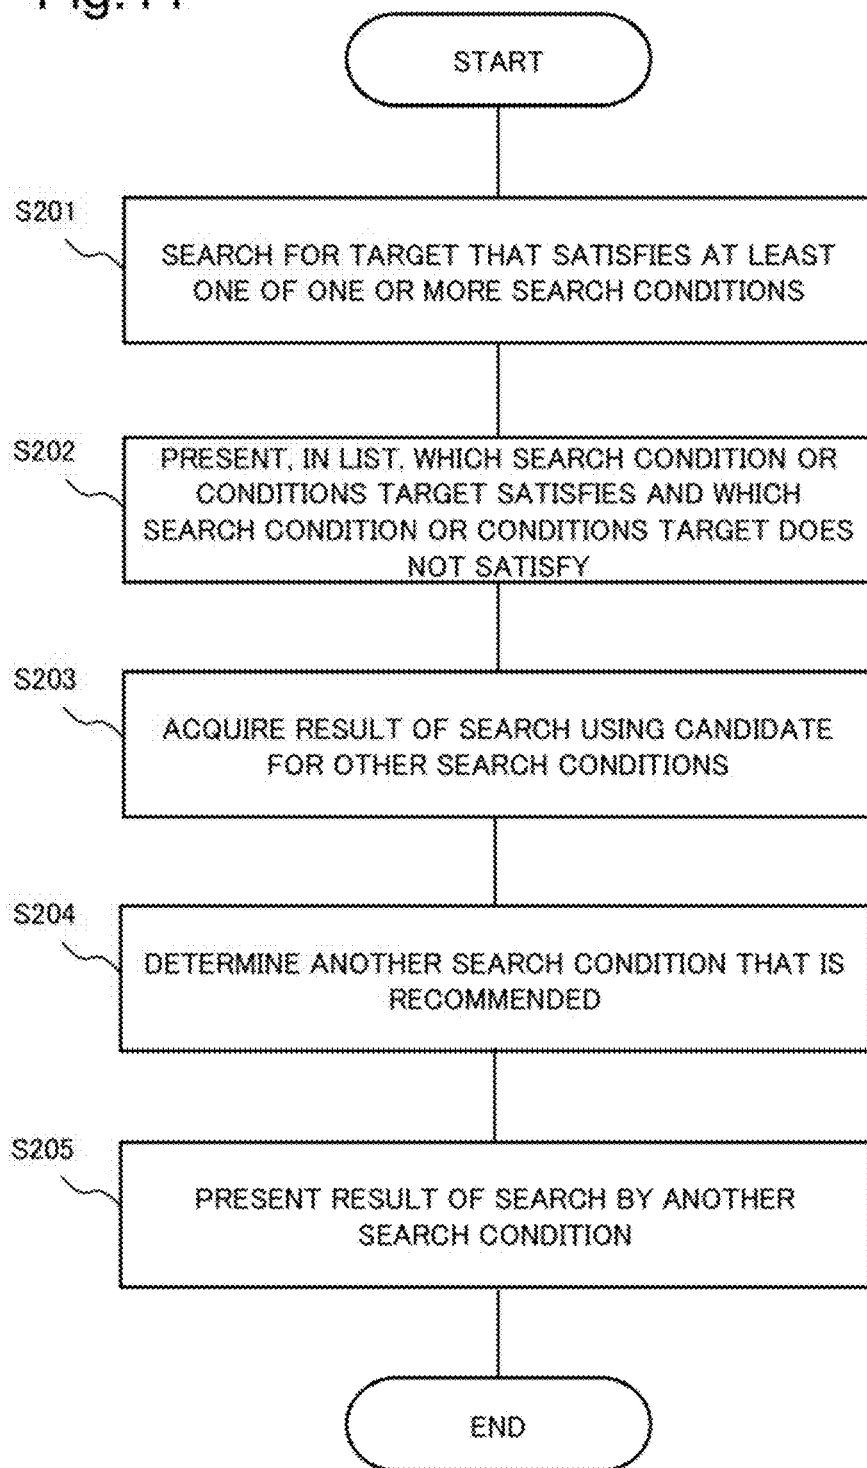 START
S201
SEARCH FOR TARGET THAT SATISFIES AT LEAST
ONE OF ONE OR MORE SEARCH CONDITIONS
S202
PRESENT, IN LIST, WHICH SEARCH CONDITION OR
CONDITIONS TARGET SATISFIES AND WHICH
SEARCH CONDITION OR CONDITIONS TARGET DOES
NOT SATISFY
S203
ACQUIRE RESULT OF SEARCH USING CANDIDATE
FOR OTHER SEARCH CONDITIONS
S204
DETERMINE ANOTHER SEARCH CONDITION THAT IS
RECOMMENDED
S205
PRESENT RESULT OF SEARCH BY ANOTHER
SEARCH CONDITION
END